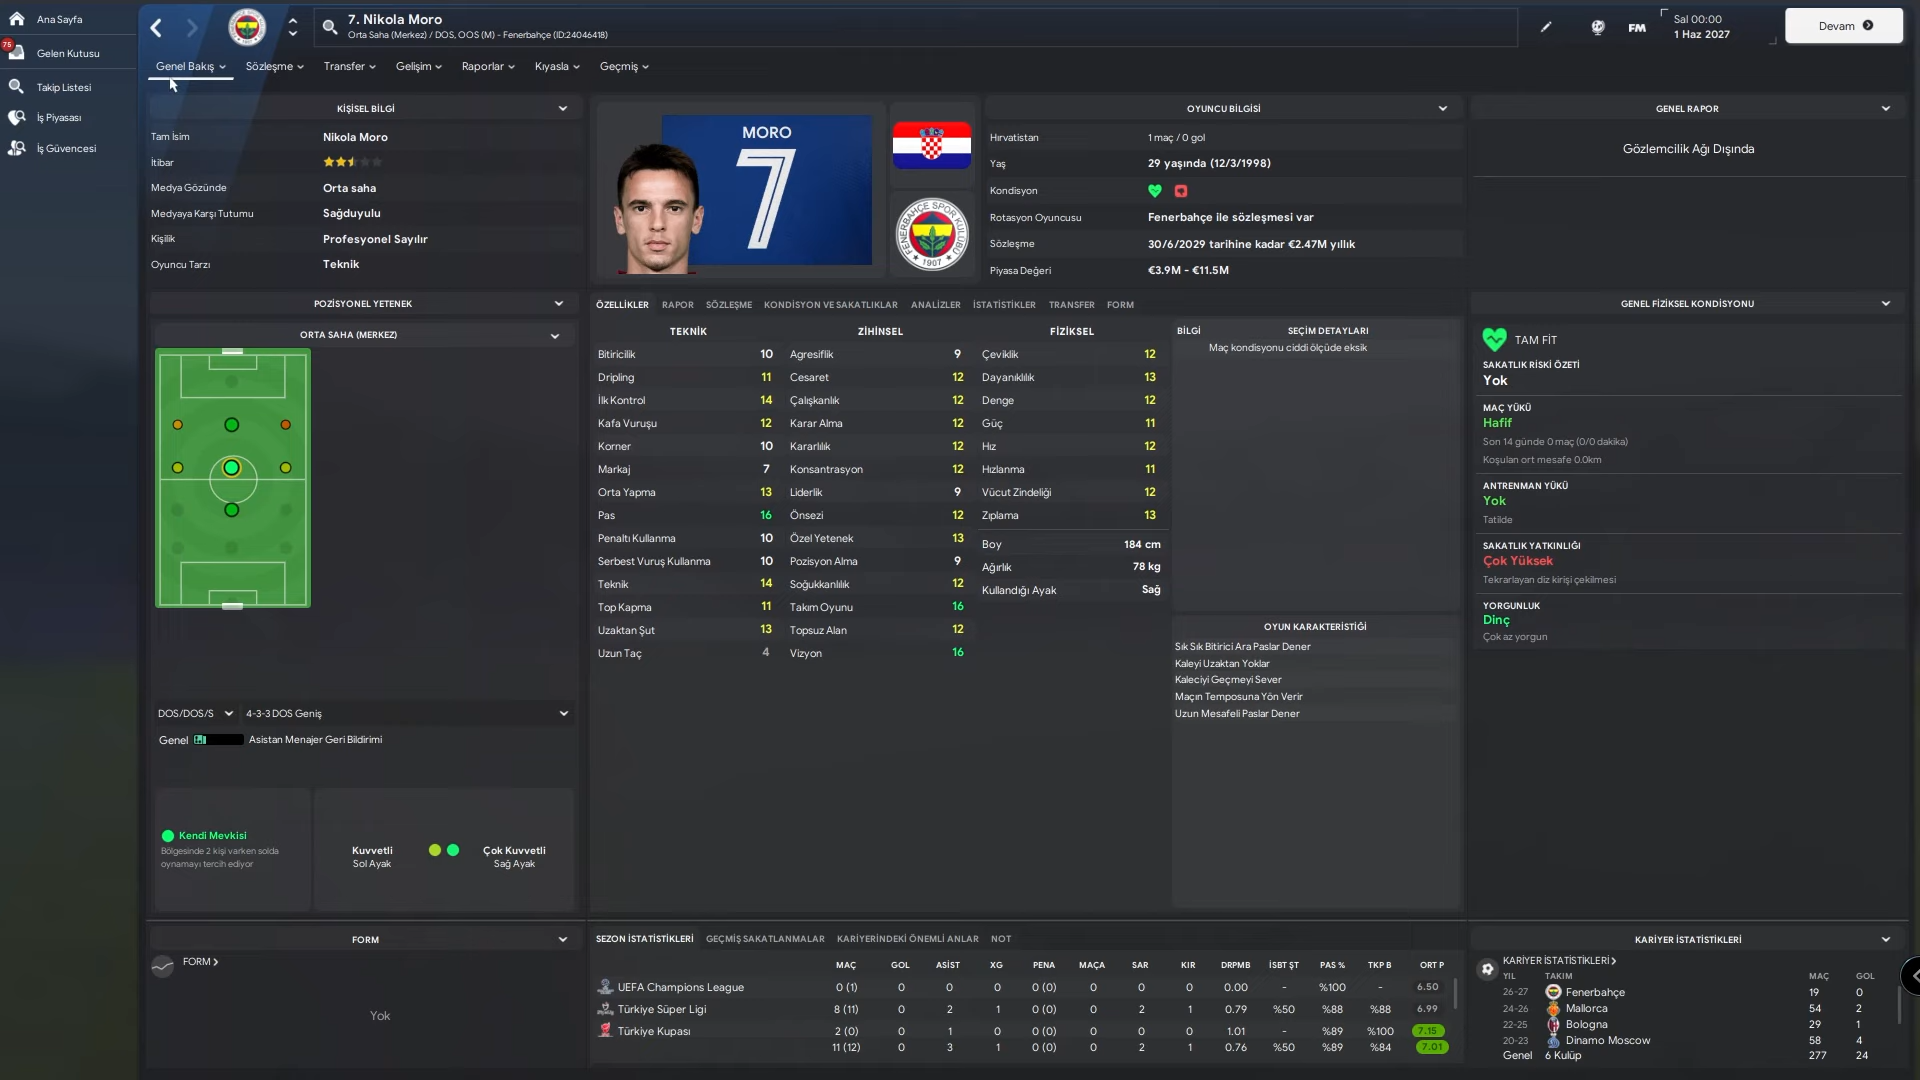 Ana Sayfa
75
Gelen Kutusu
Takip Listesi
İş Piyasası
İş Güvencesi
7. Nikola Moro
Orta Saha (Merkez) / DOS, OOS (M) - Fenerbahçe (ID:24046418)
FM
Sal 00:00
1 Haz 2027
Devam
Genel Bakış
Sözleşme
Transfer
Gelişim
Raporlar
Kıyasla
Geçmiş
KİŞİSEL BİLGİ
Tam İsim Nikola Moro
İtibar
Medya Gözünde Orta saha
Medyaya Karşı Tutumu Sağduyulu
Kişilik Profesyonel Sayılır
Oyuncu Tarzı Teknik
MORO
7
FENERBAHÇE SPOR KULÜBÜ
1907
OYUNCU BİLGİSİ
Hırvatistan 1 maç / 0 gol
Yaş 29 yaşında (12/3/1998)
Kondisyon
Rotasyon Oyuncusu Fenerbahçe ile sözleşmesi var
Sözleşme 30/6/2029 tarihine kadar €2.47M yıllık
Piyasa Değeri €3.9M - €11.5M
GENEL RAPOR
Gözlemcilik Ağı Dışında
POZİSYONEL YETENEK
ORTA SAHA (MERKEZ)
DOS/DOS/S 4-3-3 DOS Geniş
Genel Asistan Menajer Geri Bildirimi
Kendi Mevkisi
Bölgesinde 2 kişi varken solda
oynamayı tercih ediyor
Kuvvetli
Sol Ayak
Çok Kuvvetli
Sağ Ayak
ÖZELLİKLER RAPOR SÖZLEŞME KONDİSYON VE SAKATLIKLAR ANALİZLER İSTATİSTİKLER TRANSFER FORM
TEKNİK ZİHİNSEL FİZİKSEL
Bitiricilik 10 Agresiflik 9 Çeviklik 12
Dripling 11 Cesaret 12 Dayanıklılık 13
İlk Kontrol 14 Çalışkanlık 12 Denge 12
Kafa Vuruşu 12 Karar Alma 12 Güç 11
Korner 10 Kararlılık 12 Hız 12
Markaj 7 Konsantrasyon 12 Hızlanma 11
Orta Yapma 13 Liderlik 9 Vücut Zindeliği 12
Pas 16 Önsezi 12 Zıplama 13
Penaltı Kullanma 10 Özel Yetenek 13 Boy 184 cm
Serbest Vuruş Kullanma 10 Pozisyon Alma 9 Ağırlık 78 kg
Teknik 14 Soğukkanlılık 12 Kullandığı Ayak Sağ
Top Kapma 11 Takım Oyunu 16
Uzaktan Şut 13 Topsuz Alan 12
Uzun Taç 4 Vizyon 16
BİLGİ SEÇİM DETAYLARI
Maç kondisyonu ciddi ölçüde eksik
OYUN KARAKTERİSTİĞİ
Sık Sık Bitirici Ara Paslar Dener
Kaleyi Uzaktan Yoklar
Kaleciyi Geçmeyi Sever
Maçın Temposuna Yön Verir
Uzun Mesafeli Paslar Dener
GENEL FİZİKSEL KONDİSYONU
TAM FİT
SAKATLIK RİSKİ ÖZETİ
Yok
MAÇ YÜKÜ
Hafif
Son 14 günde 0 maç (0/0 dakika)
Koşulan ort mesafe 0.0km
ANTRENMAN YÜKÜ
Yok
Tatilde
SAKATLIK YATKINLIĞI
Çok Yüksek
Tekrarlayan diz kirişi çekilmesi
YORGUNLUK
Dinç
Çok az yorgun
FORM
FORM
Yok
SEZON İSTATİSTİKLERİ GEÇMİŞ SAKATLANMALAR KARİYERİNDEKİ ÖNEMLİ ANLAR NOT
MAÇ GOL ASİST XG PENA MAÇA SAR KIR DRPMB İSBT ŞT PAS % TKP B ORT P
UEFA Champions League 0 (1) 0 0 0 0 (0) 0 0 0 0.00 - %100 - 6.50
Türkiye Süper Ligi 8 (11) 0 2 1 0 (0) 0 2 1 0.79 %50 %88 %88 6.99
Türkiye Kupası 2 (0) 0 1 0 0 (0) 0 0 0 1.01 - %89 %100 7.15
11 (12) 0 3 1 0 (0) 0 2 1 0.76 %50 %89 %84 7.01
KARİYER İSTATİSTİKLERİ
KARİYER İSTATİSTİKLERİ
YIL TAKIM MAÇ GOL
26-27 Fenerbahçe 19 0
24-26 Mallorca 54 2
22-25 Bologna 29 1
20-23 Dinamo Moscow 58 4
Genel 6 Kulüp 277 24